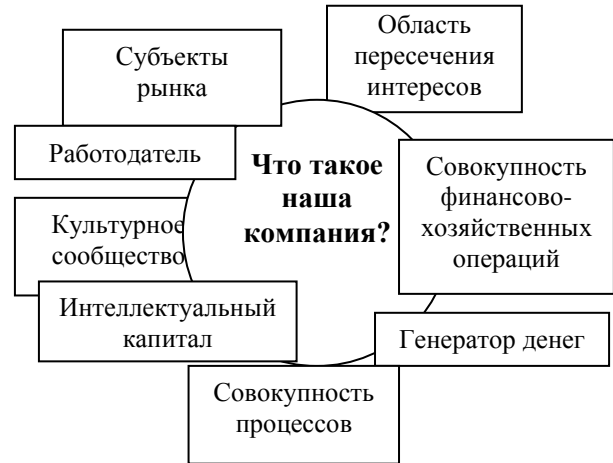 Субъекты
рынка
Область
пересечения
интересов
Работодатель
Что такое
наша
компания?
Совокупность
финансово-
хозяйственных
операций
Культурное
сообщество
Интеллектуальный
капитал
Генератор денег
Совокупность
процессов